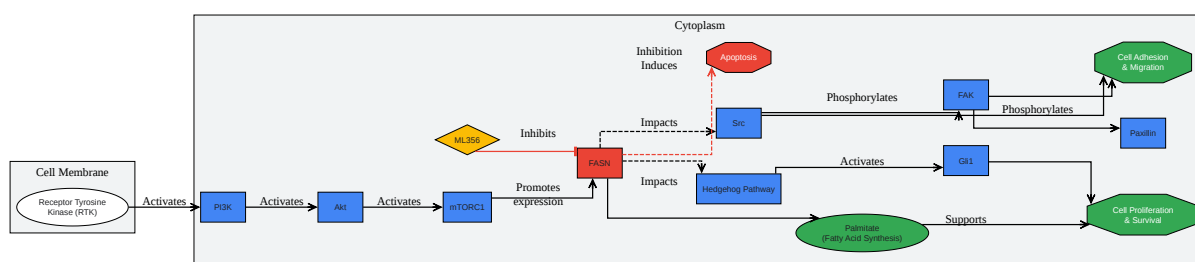 Cytoplasm
Inhibition
Induces
Apoptosis
Cell Adhesion
& Migration
FAK
Phosphorylates
Phosphorylates
Src
Impacts
Inhibits
ML356
Paxillin
FASN
Activates
Gli1
Impacts
Hedgehog Pathway
Cell Membrane
Receptor Tyrosine
Kinase (RTK)
Activates
PI3K
Activates
Akt
Activates
mTORC1
Promotes
expression
Palmitate
(Fatty Acid Synthesis)
Supports
Cell Proliferation
& Survival